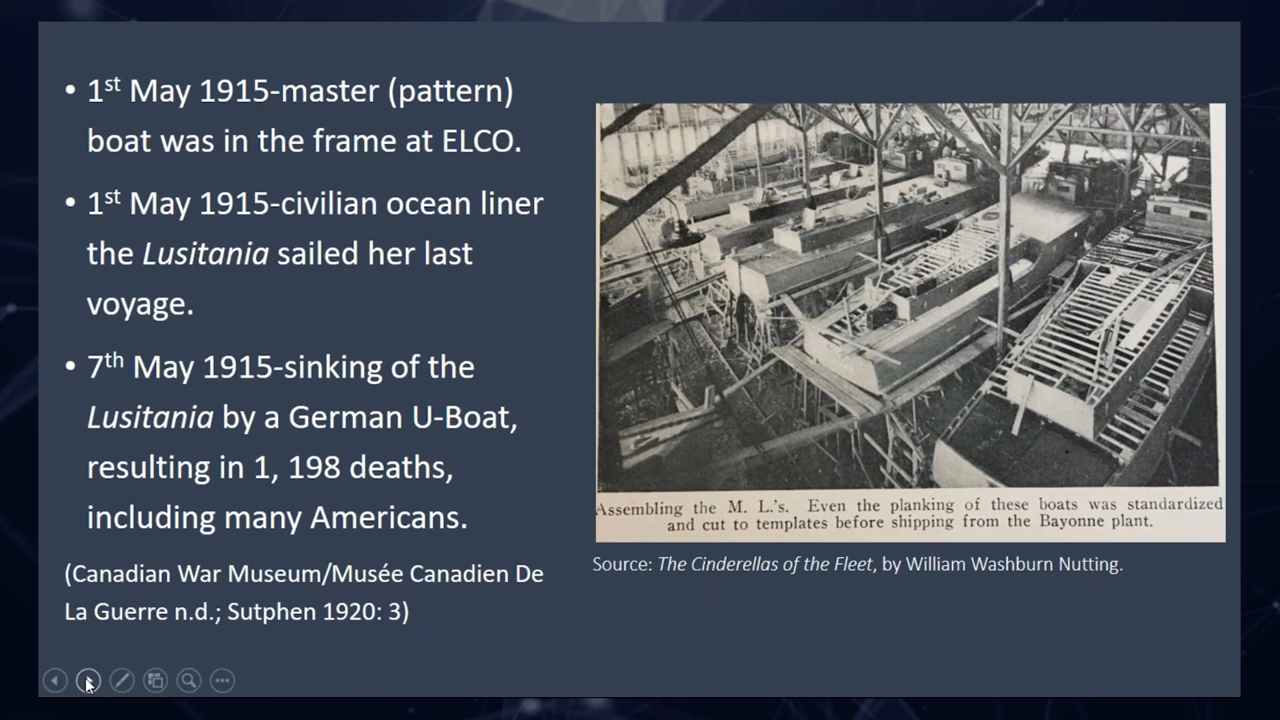 • 1st May 1915-master (pattern)
boat was in the frame at ELCO.
• 1st May 1915-civilian ocean liner
the Lusitania sailed her last
voyage.
• 7th May 1915-sinking of the
Lusitania by a German U-Boat,
resulting in 1, 198 deaths,
including many Americans.
(Canadian War Museum/Musée Canadien De
La Guerre n.d.; Sutphen 1920: 3)
Assembling the M. L.'s. Even the planking of these boats was standardized
and cut to templates before shipping from the Bayonne plant.
Source: The Cinderellas of the Fleet, by William Washburn Nutting.